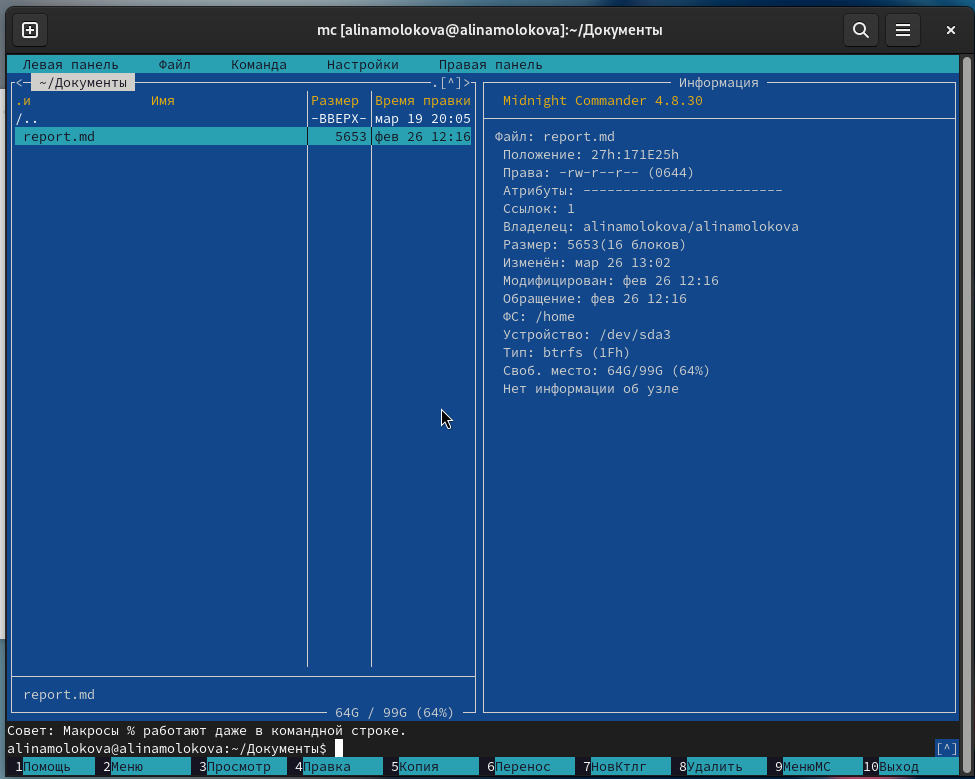 mc [alinamolokova@alinamolokova]:~/Документы
Левая панель Файл Команда Настройки Правая панель
<─ ~/Документы .[^]>
.и Имя Размер Время правки
/.. -ВВЕРХ- мар 19 20:05
report.md 5653 фев 26 12:16
report.md
64G / 99G (64%)
Информация
Midnight Commander 4.8.30
Файл: report.md
Положение: 27h:171E25h
Права: -rw-r--r-- (0644)
Атрибуты: -------------------------
Ссылок: 1
Владелец: alinamolokova/alinamolokova
Размер: 5653(16 блоков)
Изменён: мар 26 13:02
Модифицирован: фев 26 12:16
Обращение: фев 26 12:16
ФС: /home
Устройство: /dev/sda3
Тип: btrfs (1Fh)
Своб. место: 64G/99G (64%)
Нет информации об узле
Совет: Макросы % работают даже в командной строке.
alinamolokova@alinamolokova:~/Документы$ [^]
1Помощь 2Меню 3Просмотр 4Правка 5Копия 6Перенос 7НовКтлг 8Удалить 9МенюМС 10Выход